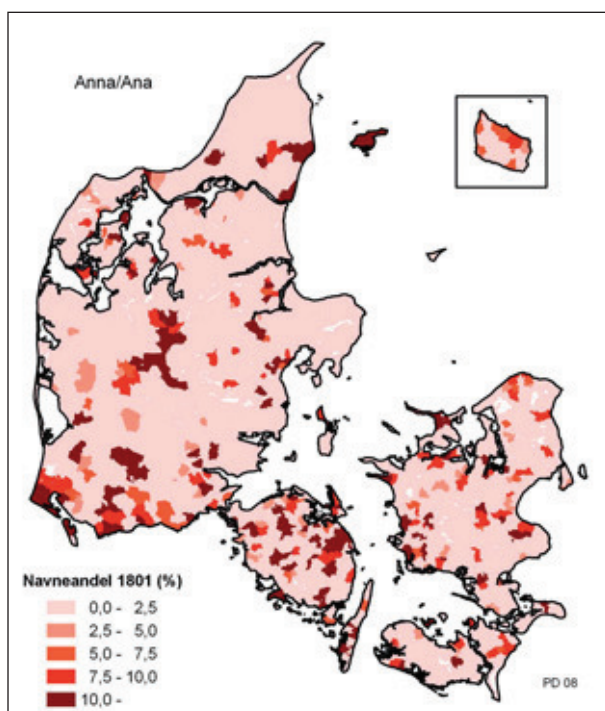 Anna/Ana
Navneandel 1801 (%)
0,0 - 2,5
2,5 - 5,0
5,0 - 7,5
7,5 - 10,0
10,0 -
PD 08